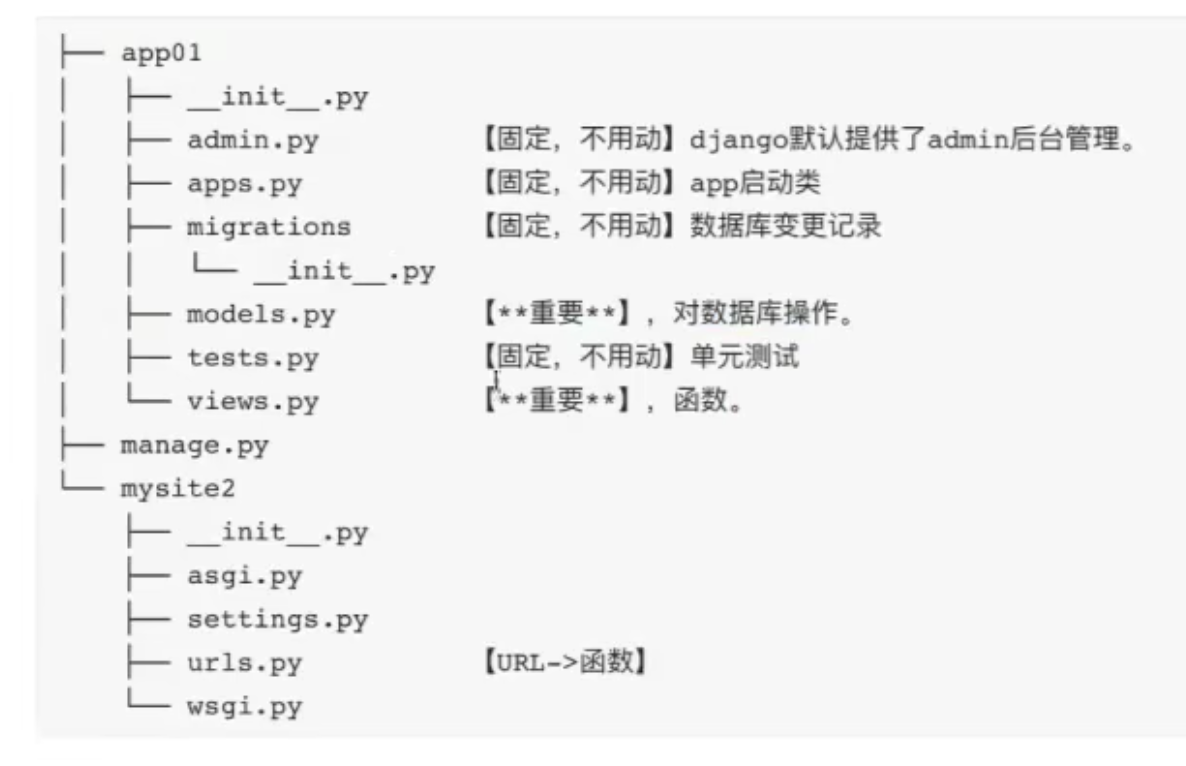 ├── app01
│   ├── __init__.py
│   ├── admin.py         【固定，不用动】django默认提供了admin后台管理。
│   ├── apps.py          【固定，不用动】app启动类
│   ├── migrations       【固定，不用动】数据库变更记录
│   │   └── __init__.py
│   ├── models.py        【**重要**】，对数据库操作。
│   ├── tests.py         【固定，不用动】单元测试
│   └── views.py         【**重要**】，函数。
├── manage.py
└── mysite2
    ├── __init__.py
    ├── asgi.py
    ├── settings.py
    ├── urls.py          【URL->函数】
    └── wsgi.py